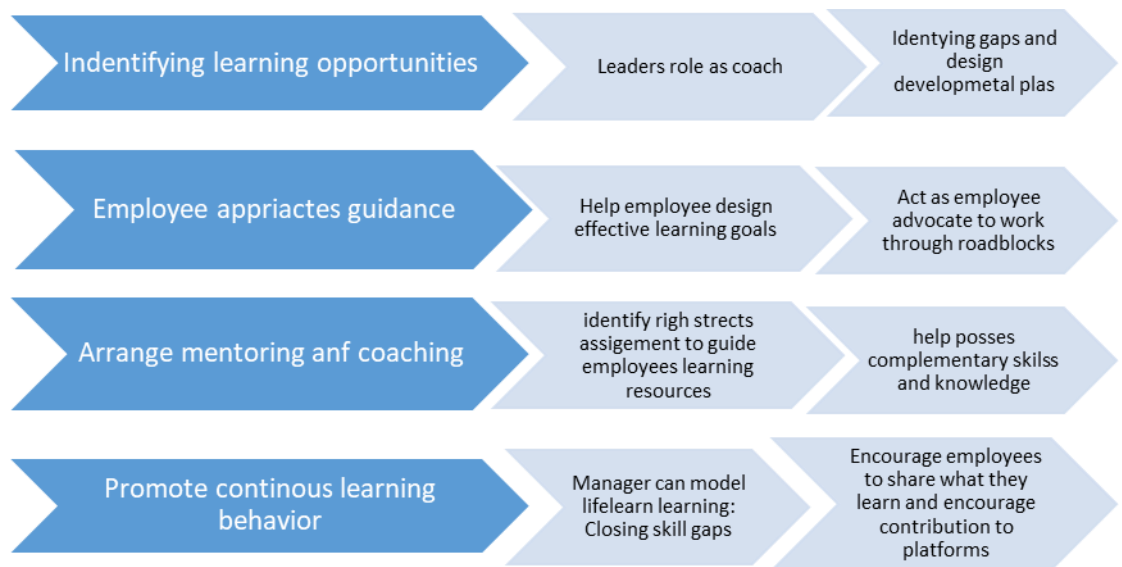 Indentifying learning opportunities
Leaders role as coach
Identying gaps and
design
developmetal plas
Employee appriactes guidance
Help employee design
effective learning goals
Act as employee
advocate to work
through roadblocks
Arrange mentoring anf coaching
identify righ strects
assigement to guide
employees learning
resources
help posses
complementary skilss
and knowledge
Promote continous learning
behavior
Manager can model
lifelearn learning:
Closing skill gaps
Encourage employees
to share what they
learn and encourage
contribution to
platforms